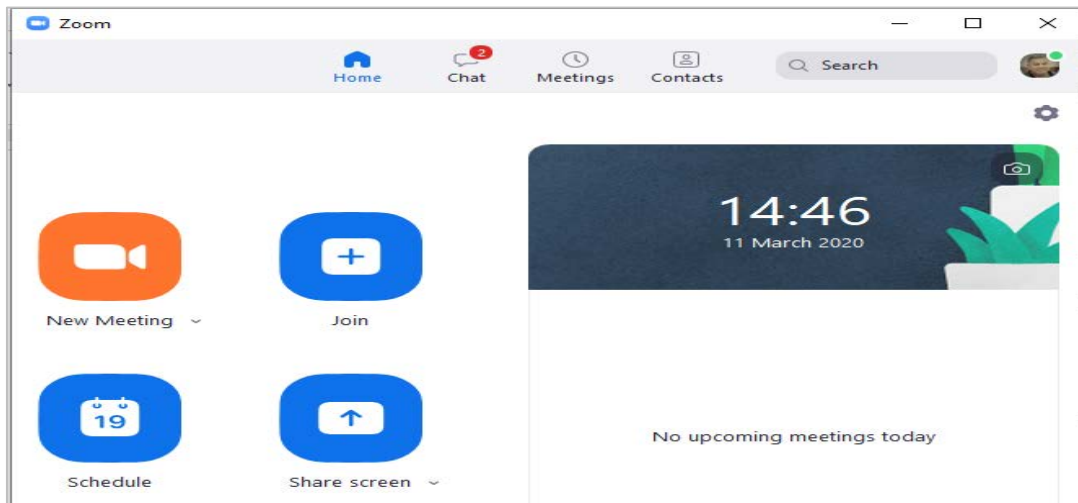 Zoom
2
Home Chat Meetings Contacts Search
14:46
11 March 2020
New Meeting Join
19
Schedule Share screen
No upcoming meetings today